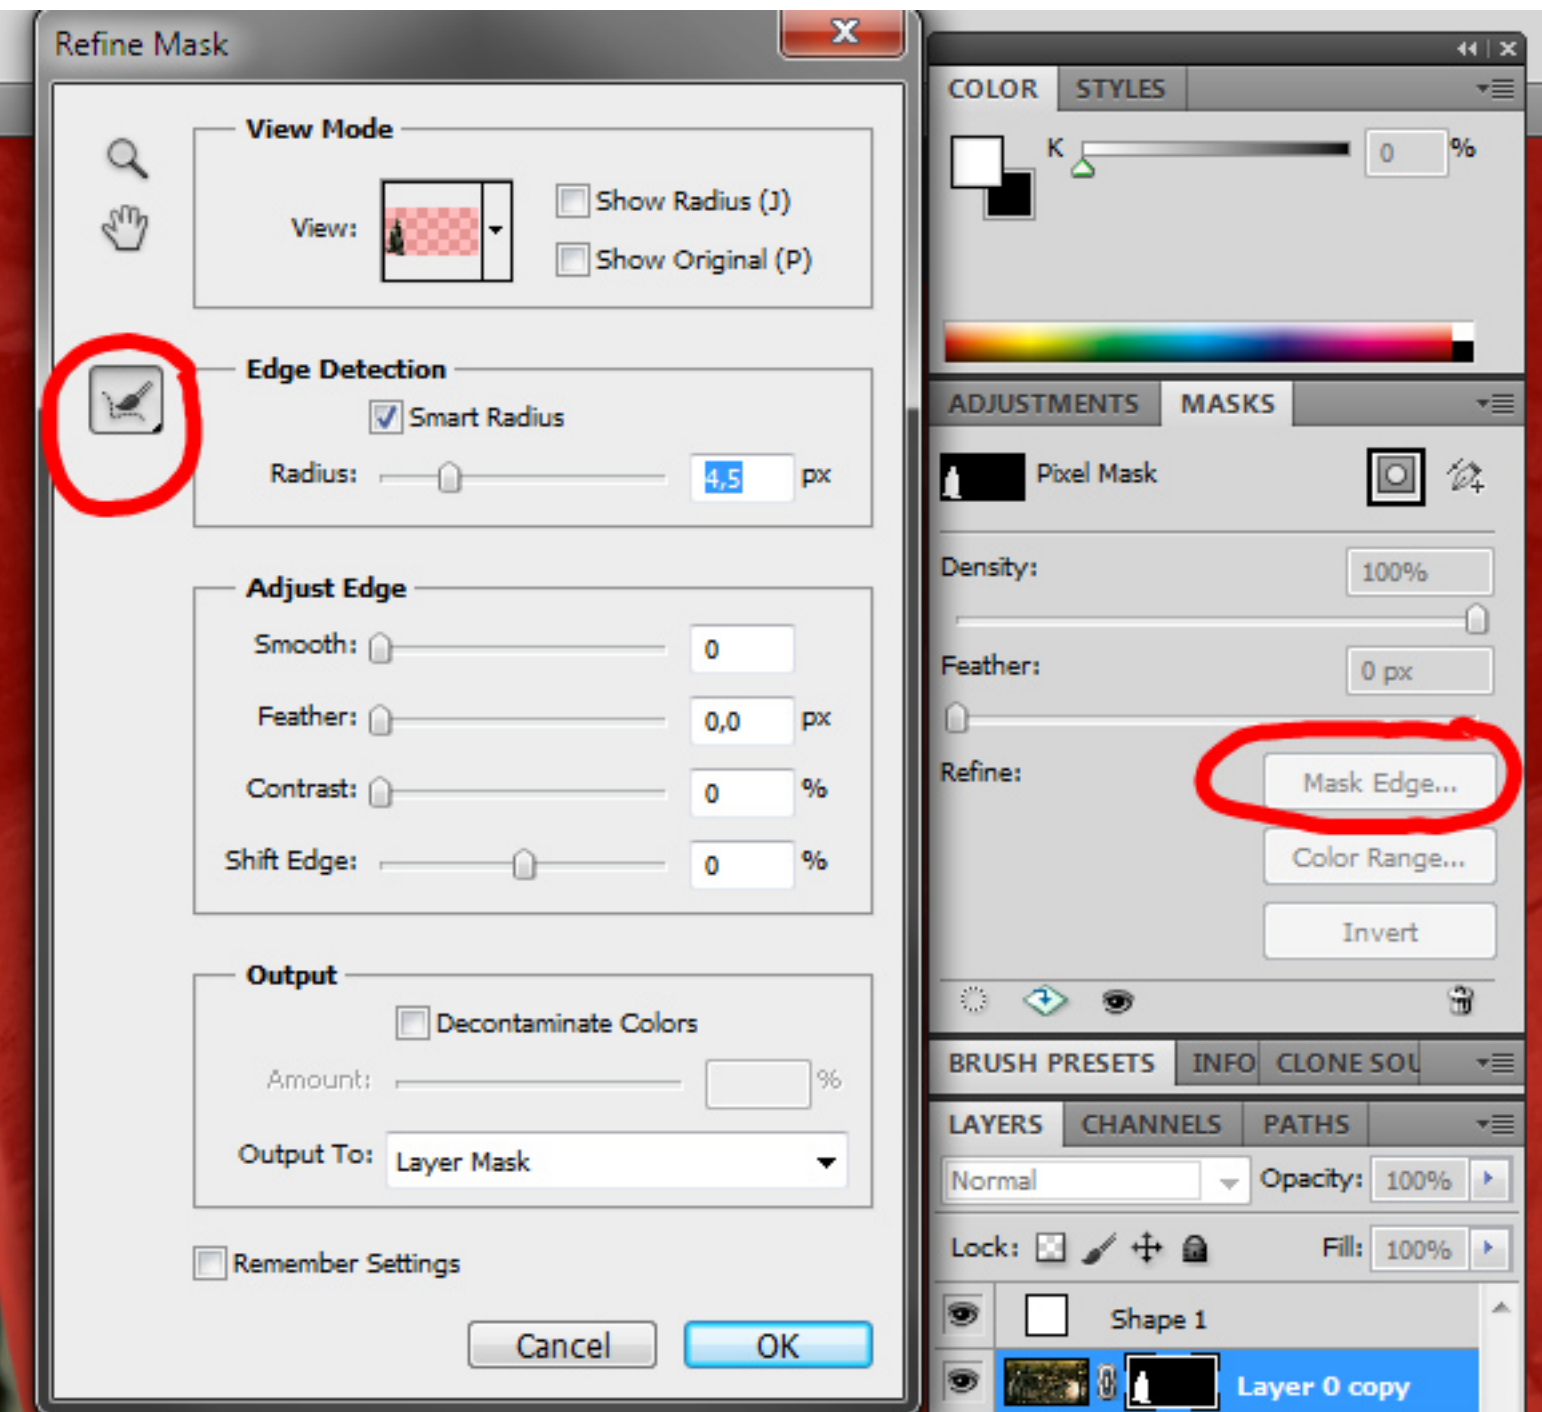 Refine Mask
View Mode
View:
Show Radius (J)
Show Original (P)
Edge Detection
Smart Radius
Radius: 4,5 px
Adjust Edge
Smooth: 0
Feather: 0,0 px
Contrast: 0 %
Shift Edge: 0 %
Output
Decontaminate Colors
Amount: %
Output To: Layer Mask
Remember Settings
Cancel OK
COLOR STYLES
K 0 %
ADJUSTMENTS MASKS
Pixel Mask
Density: 100%
Feather: 0 px
Refine: Mask Edge...
Color Range...
Invert
BRUSH PRESETS INFO CLONE SOU
LAYERS CHANNELS PATHS
Normal Opacity: 100%
Lock: Fill: 100%
Shape 1
Layer 0 copy